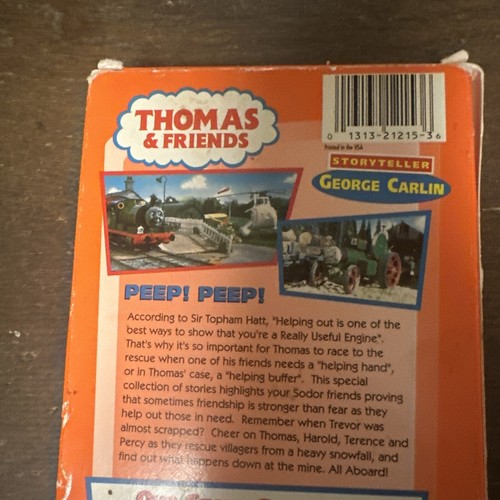 THOMAS
& FRIENDS
0 1313-21215-3 6
Printed in the USA
STORYTELLER
GEORGE CARLIN
PEEP! PEEP!
According to Sir Topham Hatt, "Helping out is one of the
best ways to show that you're a Really Useful Engine".
That's why it's so important for Thomas to race to the
rescue when one of his friends needs a "helping hand",
or in Thomas' case, a "helping buffer". This special
collection of stories highlights your Sodor friends proving
that sometimes friendship is stronger than fear as they
help out those in need. Remember when Trevor was
almost scrapped? Cheer on Thomas, Harold, Terence and
Percy as they rescue villagers from a heavy snowfall, and
find out what happens down at the mine. All Aboard!